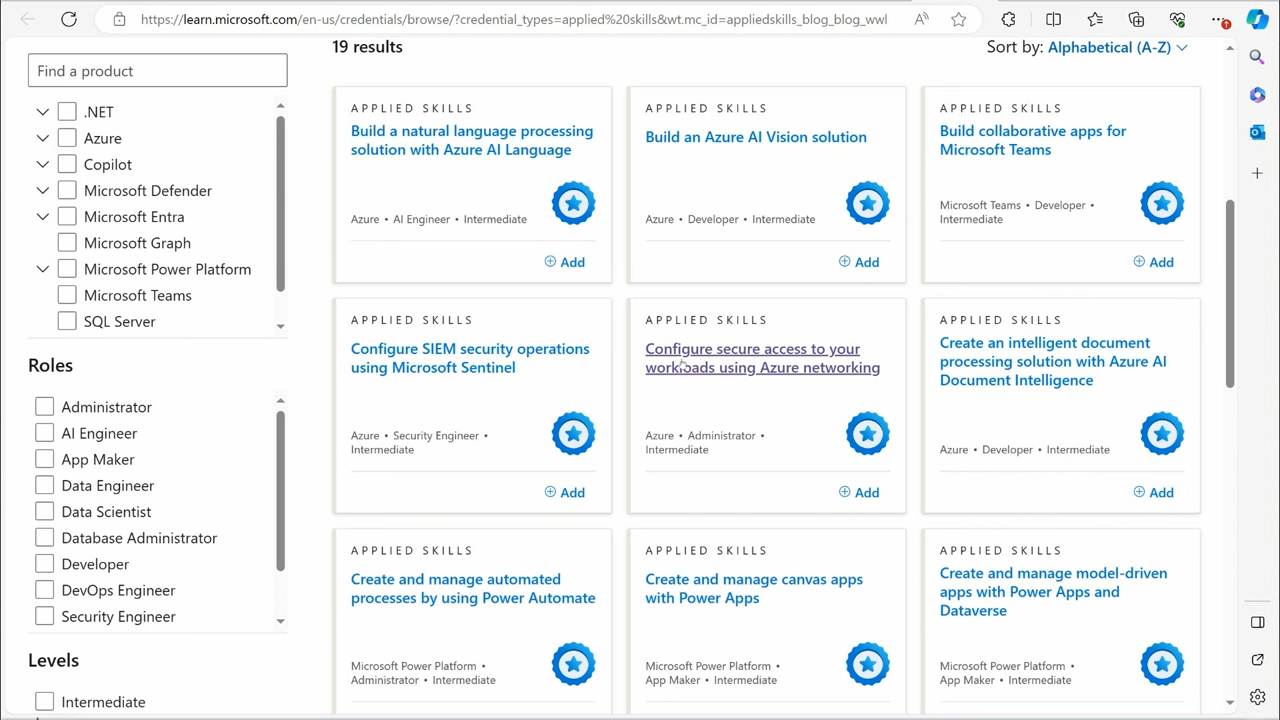 https://learn.microsoft.com/en-us/credentials/browse/?credential_types=applied%20skills&wt.mc_id=appliedskills_blog_blog_wwl
Find a product
.NET
Azure
Copilot
Microsoft Defender
Microsoft Entra
Microsoft Graph
Microsoft Power Platform
Microsoft Teams
SQL Server
Roles
Administrator
AI Engineer
App Maker
Data Engineer
Data Scientist
Database Administrator
Developer
DevOps Engineer
Security Engineer
Levels
Intermediate
19 results
Sort by: Alphabetical (A-Z)
APPLIED SKILLS
Build a natural language processing
solution with Azure AI Language
Azure • AI Engineer • Intermediate
Add
APPLIED SKILLS
Build an Azure AI Vision solution
Azure • Developer • Intermediate
Add
APPLIED SKILLS
Build collaborative apps for
Microsoft Teams
Microsoft Teams • Developer •
Intermediate
Add
APPLIED SKILLS
Configure SIEM security operations
using Microsoft Sentinel
Azure • Security Engineer •
Intermediate
Add
APPLIED SKILLS
Configure secure access to your
workloads using Azure networking
Azure • Administrator •
Intermediate
Add
APPLIED SKILLS
Create an intelligent document
processing solution with Azure AI
Document Intelligence
Azure • Developer • Intermediate
Add
APPLIED SKILLS
Create and manage automated
processes by using Power Automate
Microsoft Power Platform •
Administrator • Intermediate
APPLIED SKILLS
Create and manage canvas apps
with Power Apps
Microsoft Power Platform •
App Maker • Intermediate
APPLIED SKILLS
Create and manage model-driven
apps with Power Apps and
Dataverse
Microsoft Power Platform •
App Maker • Intermediate